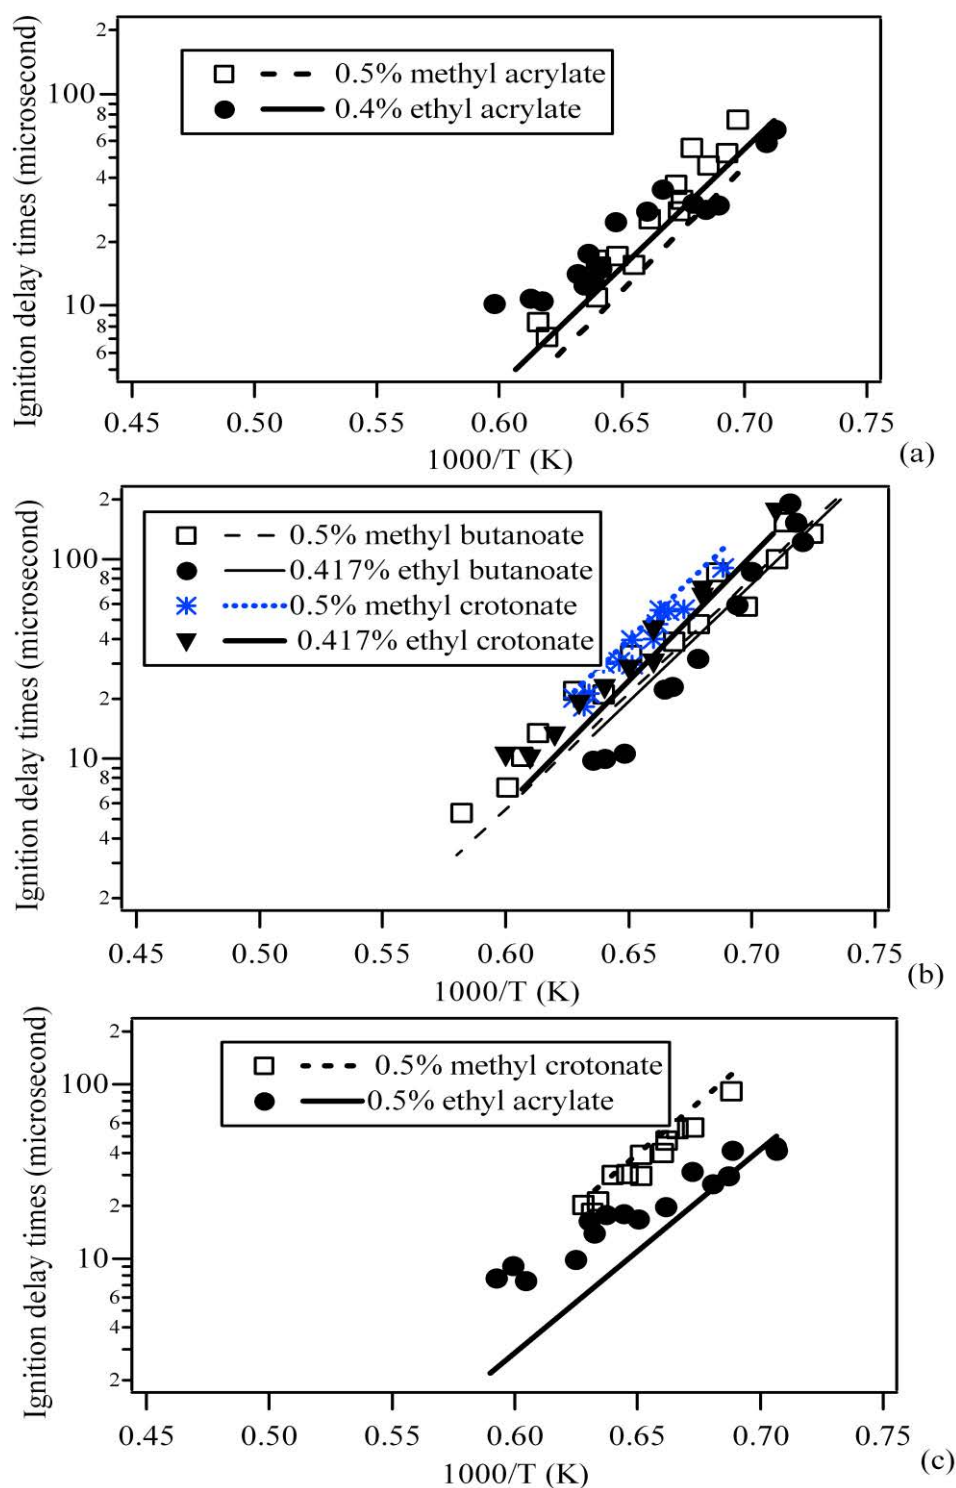 Ignition delay times (microsecond)
2
100
8
6
4
2
10
8
6
0.5% methyl acrylate
0.4% ethyl acrylate
0.45 0.50 0.55 0.60 0.65 0.70 0.75
1000/T (K)
(a)
Ignition delay times (microsecond)
2
100
8
6
4
2
10
8
6
4
2
0.5% methyl butanoate
0.417% ethyl butanoate
0.5% methyl crotonate
0.417% ethyl crotonate
0.45 0.50 0.55 0.60 0.65 0.70 0.75
1000/T (K)
(b)
Ignition delay times (microsecond)
2
100
6
4
2
10
6
4
2
0.5% methyl crotonate
0.5% ethyl acrylate
0.45 0.50 0.55 0.60 0.65 0.70 0.75
1000/T (K)
(c)